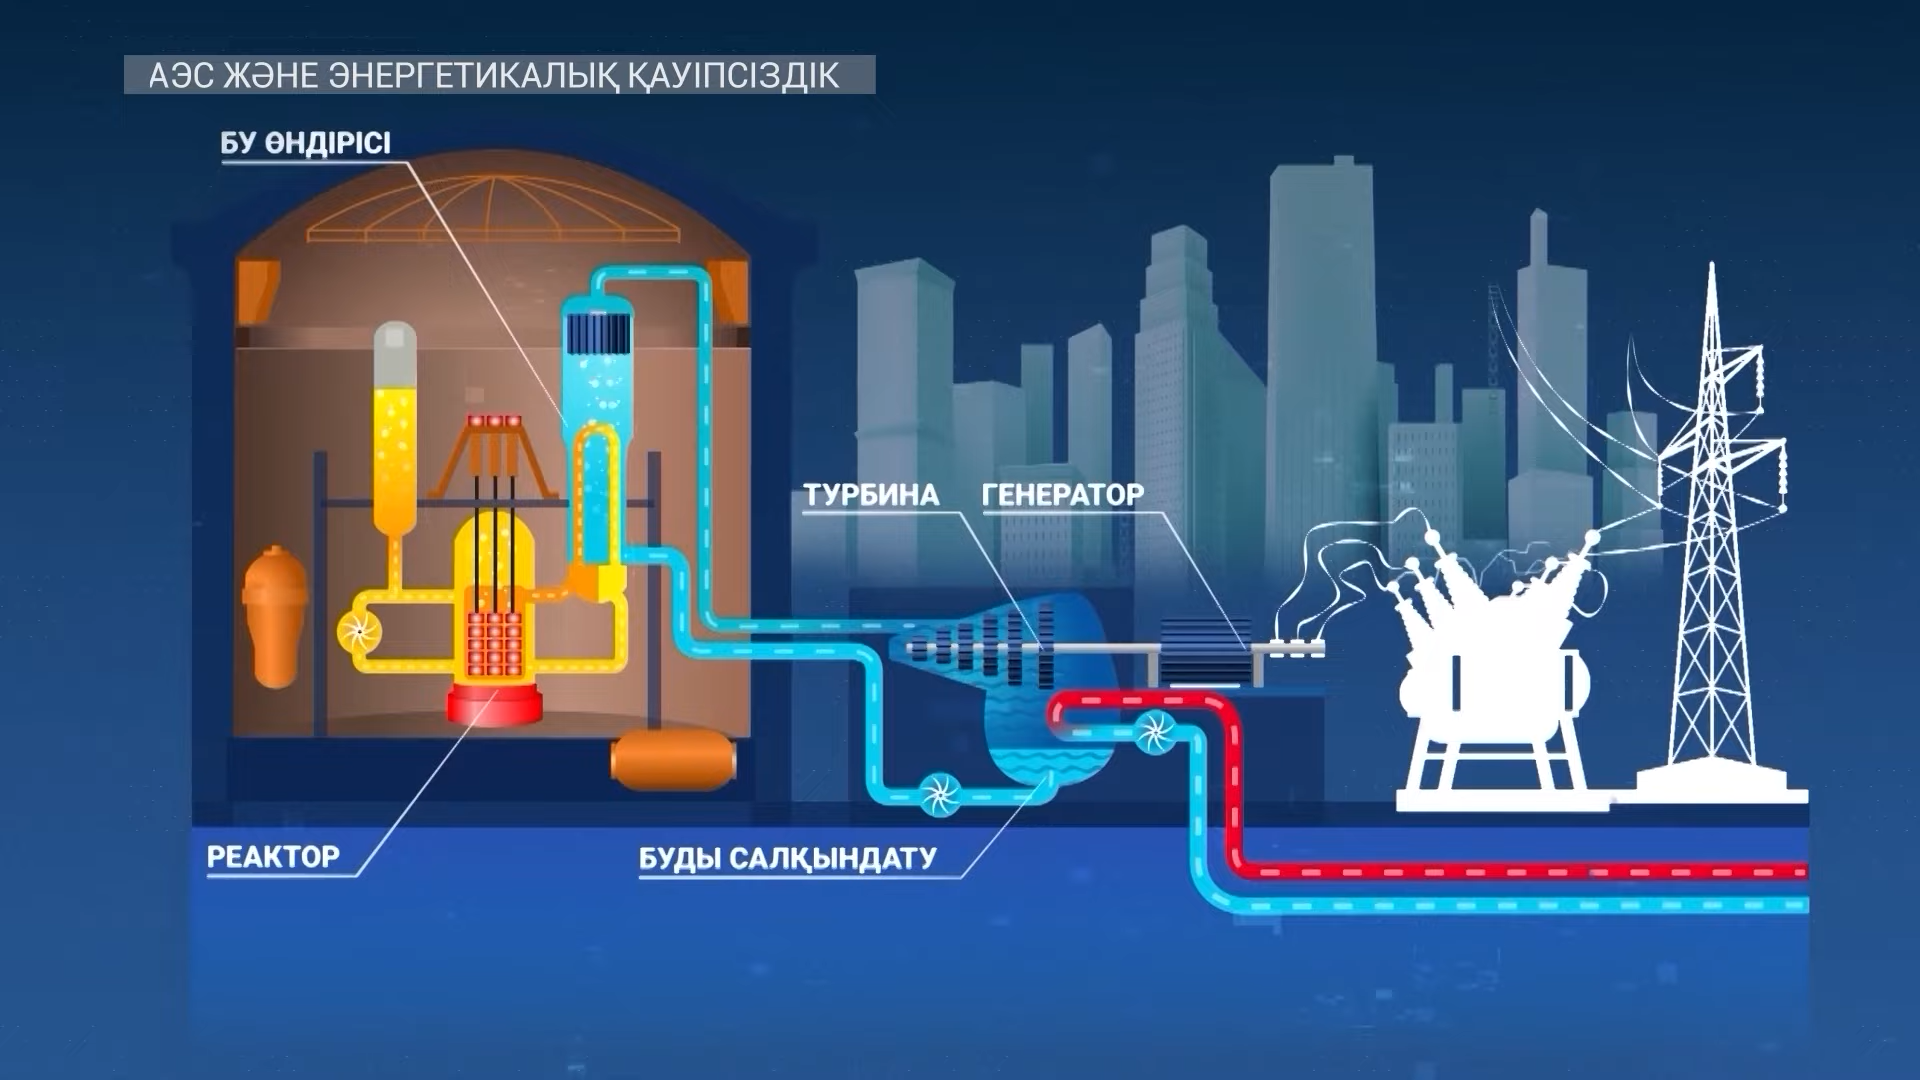 АЭС ЖӘНЕ ЭНЕРГЕТИКАЛЫҚ ҚАУІПСІЗДІК
БУ ӨНДІРІСІ
ТУРБИНА
ГЕНЕРАТОР
РЕАКТОР
БУДЫ САЛҚЫНДАТУ